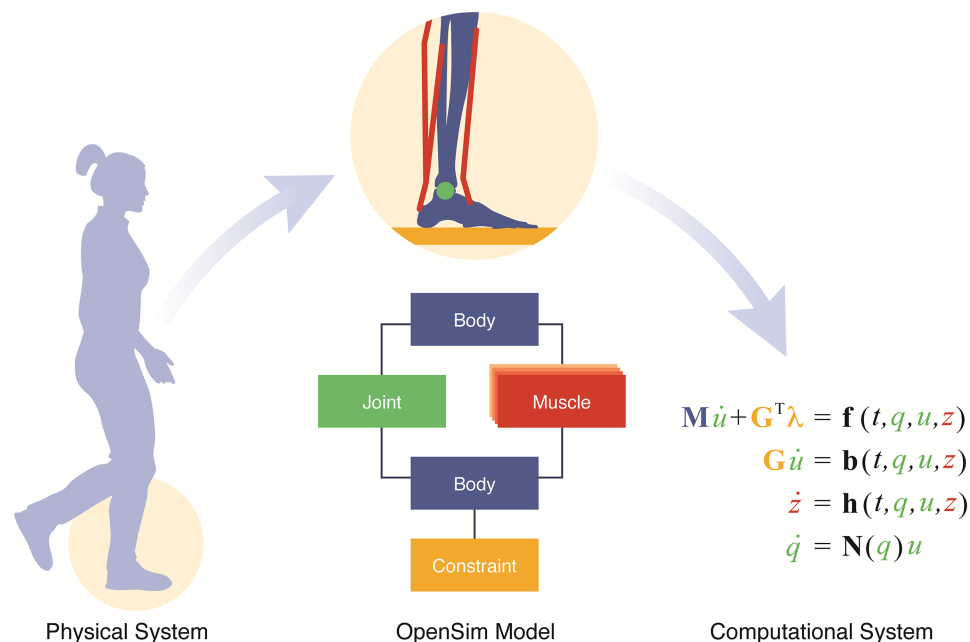 Body
Joint
Muscle
Body
Constraint
Mu̇ + Gᵀλ = f(t,q,u,z)
Gu̇ = b(t,q,u,z)
ż = h(t,q,u,z)
q̇ = N(q)u
Physical System
OpenSim Model
Computational System